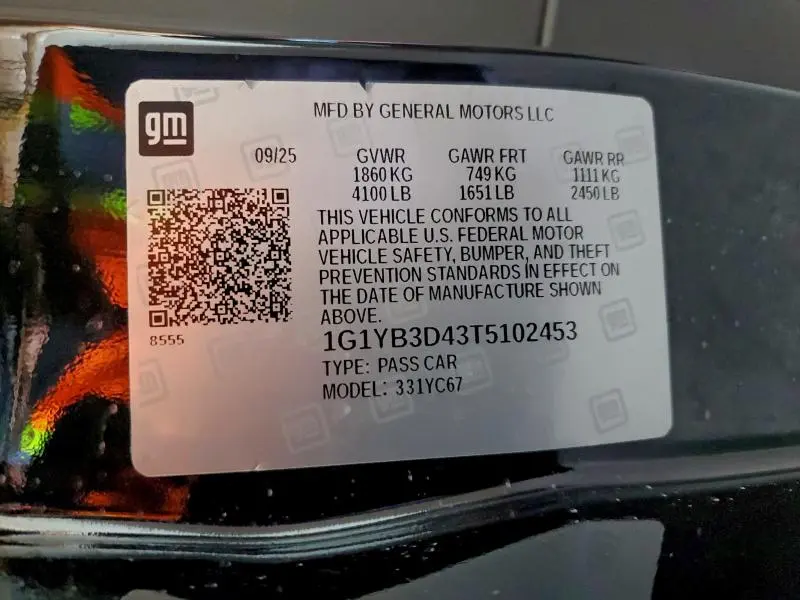 gm
MFD BY GENERAL MOTORS LLC
09/25 GVWR GAWR FRT GAWR RR
1860 KG 749 KG 1111 KG
4100 LB 1651 LB 2450 LB
THIS VEHICLE CONFORMS TO ALL
APPLICABLE U.S. FEDERAL MOTOR
VEHICLE SAFETY, BUMPER, AND THEFT
PREVENTION STANDARDS IN EFFECT ON
THE DATE OF MANUFACTURE SHOWN
ABOVE.
8555
1G1YB3D43T5102453
TYPE: PASS CAR
MODEL: 331YC67